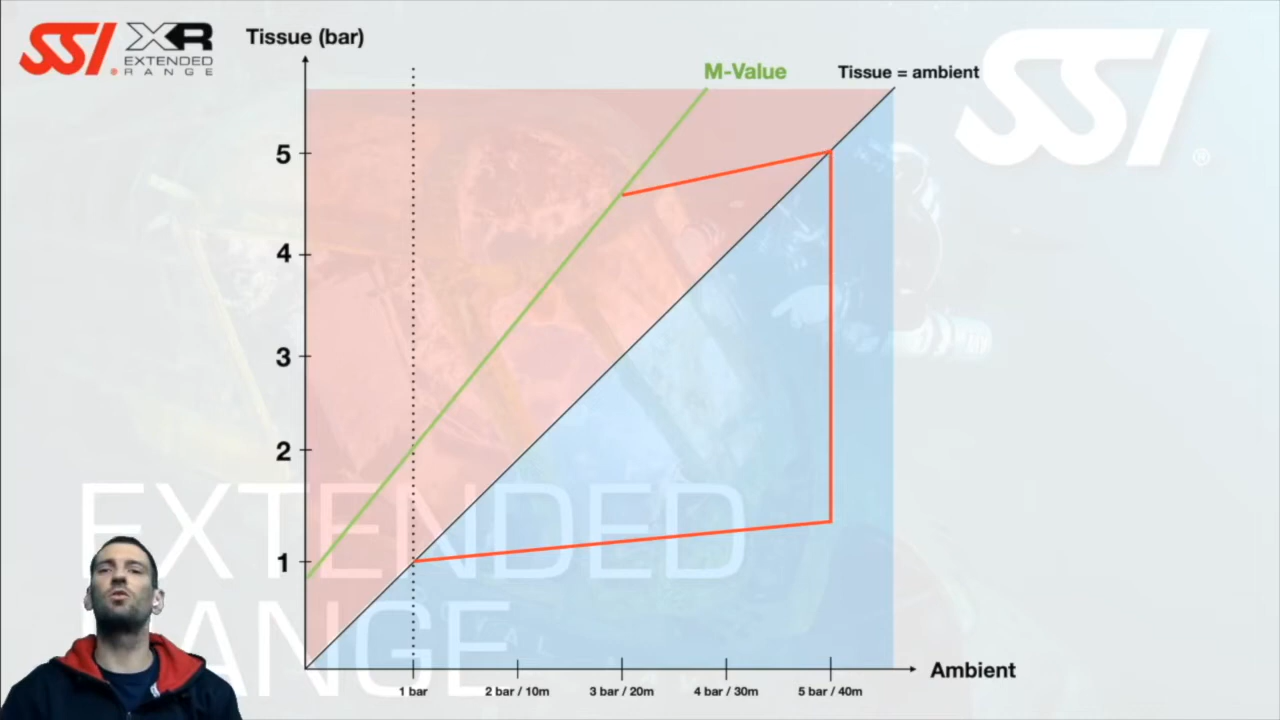 SSI XR
EXTENDED
RANGE
Tissue (bar)
M-Value
Tissue = ambient
SSI
®
5
4
3
2
1
EXTENDED
RANGE
Ambient
1 bar
2 bar / 10m
3 bar / 20m
4 bar / 30m
5 bar / 40m